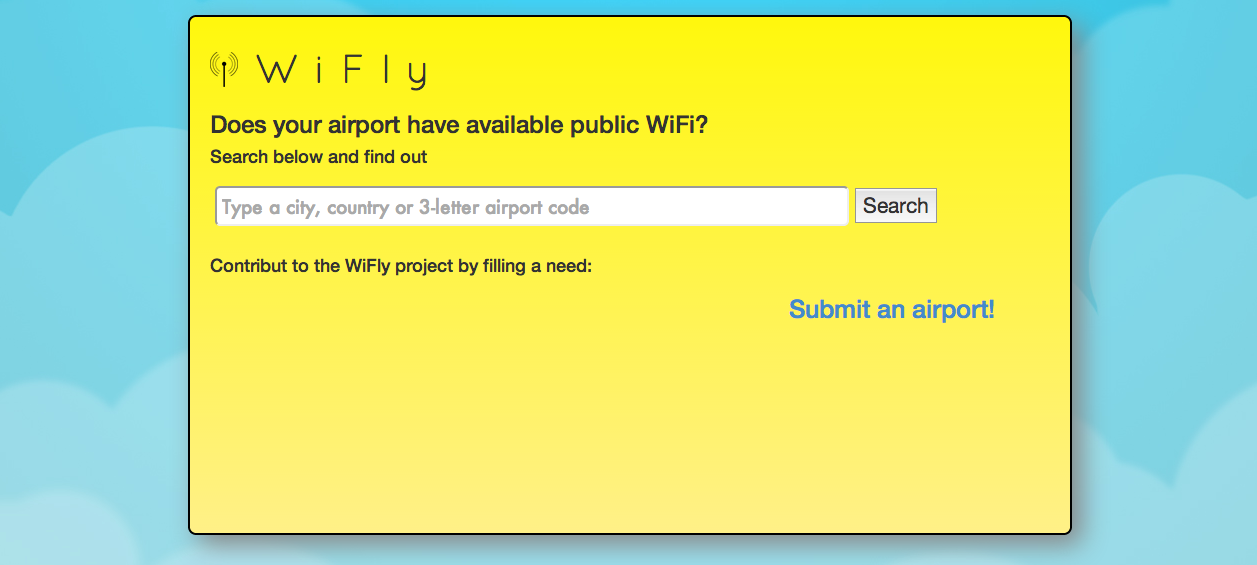 WiFly
Does your airport have available public WiFi?
Search below and find out
Type a city, country or 3-letter airport code
Search
Contribut to the WiFly project by filling a need:
Submit an airport!